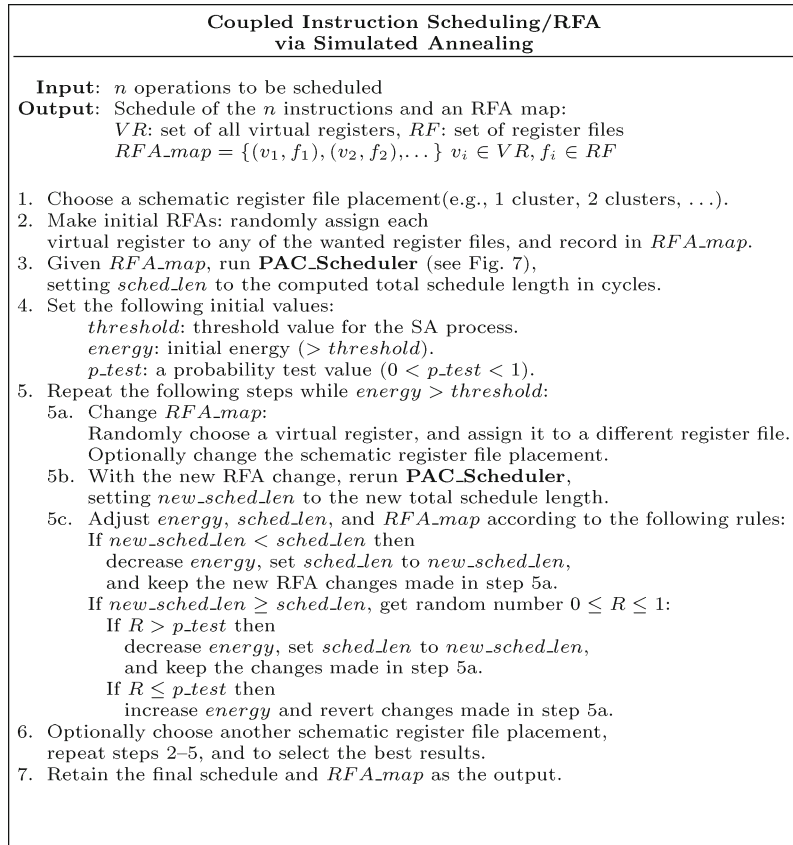 Coupled Instruction Scheduling/RFA
via Simulated Annealing
Input: n operations to be scheduled
Output: Schedule of the n instructions and an RFA map:
VR: set of all virtual registers, RF: set of register files
RFA_map = {(v₁, f₁), (v₂, f₂), ...} vᵢ ∈ VR, fᵢ ∈ RF
1. Choose a schematic register file placement(e.g., 1 cluster, 2 clusters, ...).
2. Make initial RFAs: randomly assign each
virtual register to any of the wanted register files, and record in RFA_map.
3. Given RFA_map, run PAC_Scheduler (see Fig. 7),
setting sched_len to the computed total schedule length in cycles.
4. Set the following initial values:
threshold: threshold value for the SA process.
energy: initial energy (> threshold).
p_test: a probability test value (0 < p_test < 1).
5. Repeat the following steps while energy > threshold:
5a. Change RFA_map:
Randomly choose a virtual register, and assign it to a different register file.
Optionally change the schematic register file placement.
5b. With the new RFA change, rerun PAC_Scheduler,
setting new_sched_len to the new total schedule length.
5c. Adjust energy, sched_len, and RFA_map according to the following rules:
If new_sched_len < sched_len then
decrease energy, set sched_len to new_sched_len,
and keep the new RFA changes made in step 5a.
If new_sched_len ≥ sched_len, get random number 0 ≤ R ≤ 1:
If R > p_test then
decrease energy, set sched_len to new_sched_len,
and keep the changes made in step 5a.
If R ≤ p_test then
increase energy and revert changes made in step 5a.
6. Optionally choose another schematic register file placement,
repeat steps 2–5, and to select the best results.
7. Retain the final schedule and RFA_map as the output.